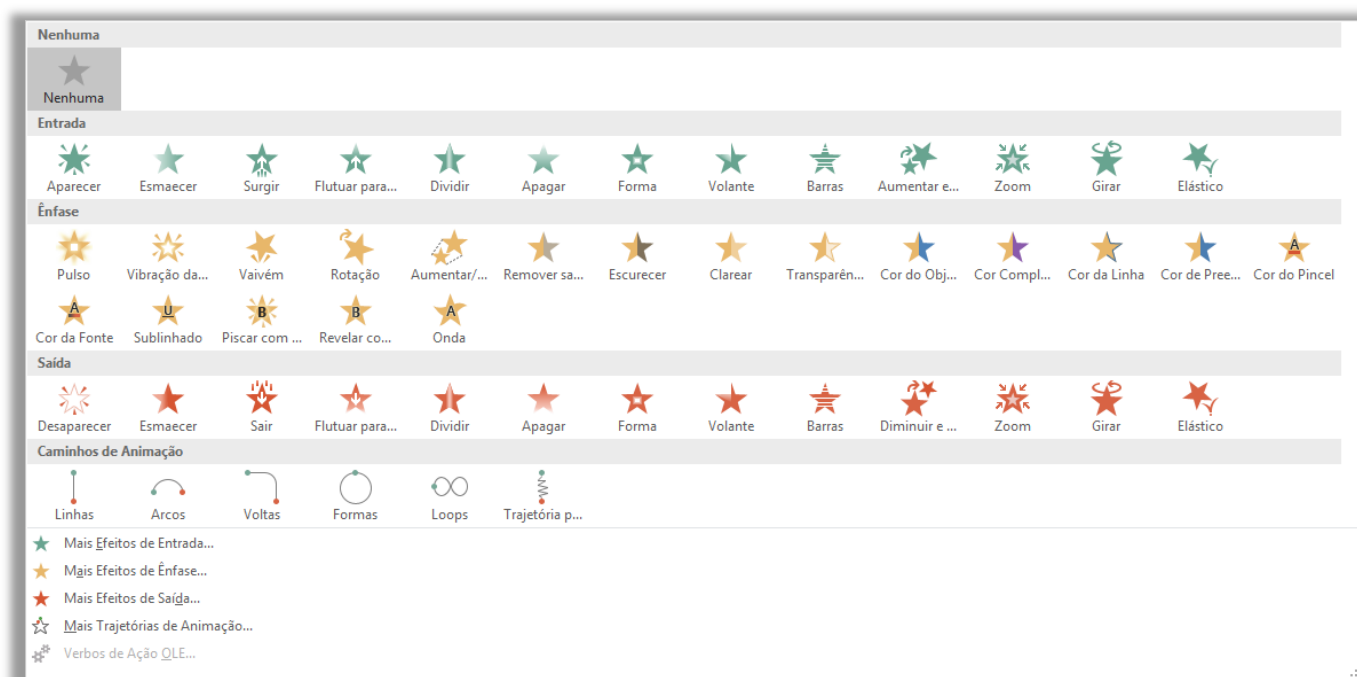 Nenhuma
Nenhuma
Entrada
Aparecer Esmaecer Surgir Flutuar para... Dividir Apagar Forma Volante Barras Aumentar e... Zoom Girar Elástico
Ênfase
Pulso Vibração da... Vaivém Rotação Aumentar/... Remover sa... Escurecer Clarear Transparên... Cor do Obj... Cor Compl... Cor da Linha Cor de Pree... Cor do Pincel
Cor da Fonte Sublinhado Piscar com ... Revelar co... Onda
Saída
Desaparecer Esmaecer Sair Flutuar para... Dividir Apagar Forma Volante Barras Diminuir e ... Zoom Girar Elástico
Caminhos de Animação
Linhas Arcos Voltas Formas Loops Trajetória p...
Mais Efeitos de Entrada...
Mais Efeitos de Ênfase...
Mais Efeitos de Saída...
Mais Trajetórias de Animação...
Verbos de Ação OLE...